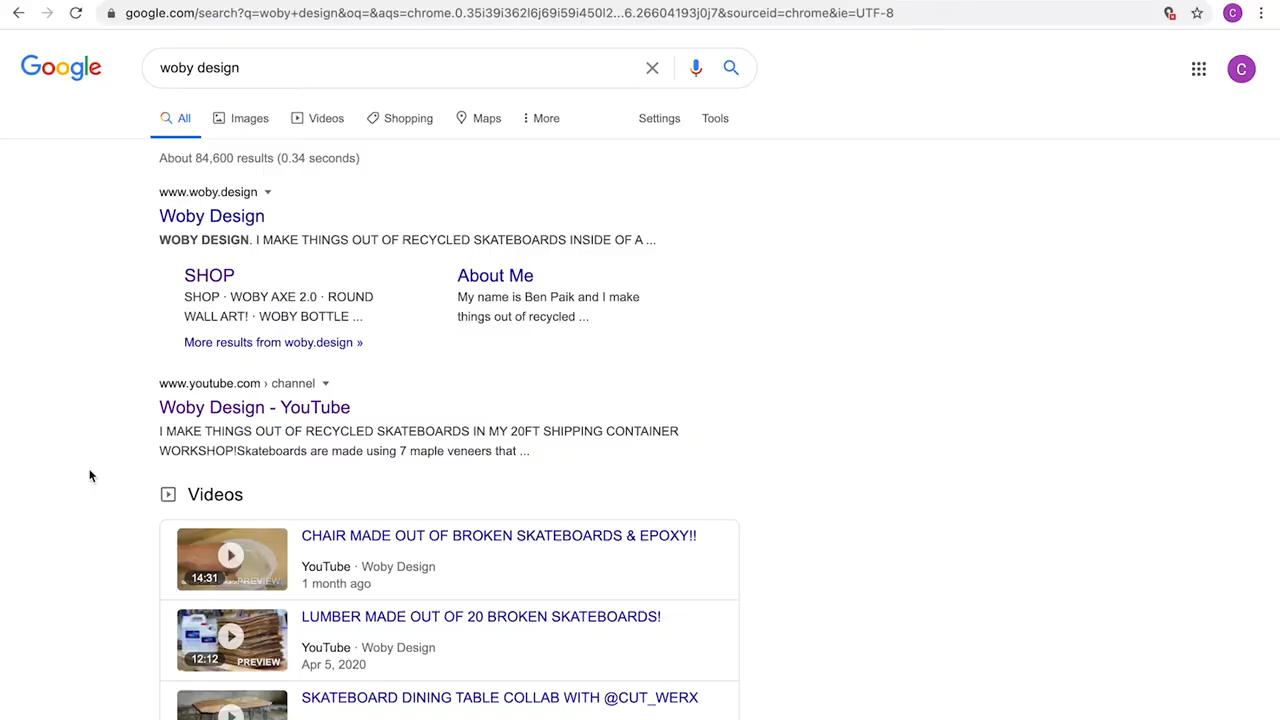 google.com/search?q=woby+design&oq=&aqs=chrome.0.35i39i362l6j69i59i450l2...6.26604193j0j7&sourceid=chrome&ie=UTF-8
C
Google
woby design
C
All
Images
Videos
Shopping
Maps
More
Settings
Tools
About 84,600 results (0.34 seconds)
www.woby.design
Woby Design
WOBY DESIGN. I MAKE THINGS OUT OF RECYCLED SKATEBOARDS INSIDE OF A ...
SHOP
SHOP · WOBY AXE 2.0 · ROUND
WALL ART! · WOBY BOTTLE ...
About Me
My name is Ben Paik and I make
things out of recycled ...
More results from woby.design »
www.youtube.com › channel
Woby Design - YouTube
I MAKE THINGS OUT OF RECYCLED SKATEBOARDS IN MY 20FT SHIPPING CONTAINER
WORKSHOP!Skateboards are made using 7 maple veneers that ...
Videos
14:31
PREVIEW
CHAIR MADE OUT OF BROKEN SKATEBOARDS & EPOXY!!
YouTube · Woby Design
1 month ago
12:12
PREVIEW
LUMBER MADE OUT OF 20 BROKEN SKATEBOARDS!
YouTube · Woby Design
Apr 5, 2020
SKATEBOARD DINING TABLE COLLAB WITH @CUT_WERX